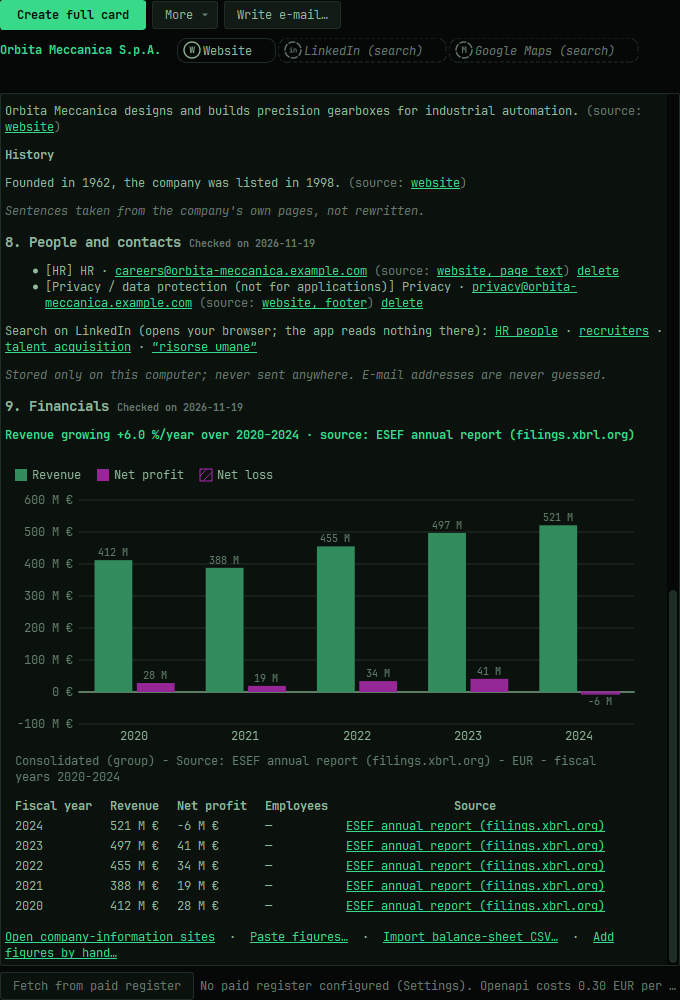 Create full card More Write e-mail…
Orbita Meccanica S.p.A. W Website in LinkedIn (search) M Google Maps (search)
Orbita Meccanica designs and builds precision gearboxes for industrial automation. (source:
website)
History
Founded in 1962, the company was listed in 1998. (source: website)
Sentences taken from the company's own pages, not rewritten.
8. People and contacts Checked on 2026-11-19
• [HR] HR · careers@orbita-meccanica.example.com (source: website, page text) delete
• [Privacy / data protection (not for applications)] Privacy · privacy@orbita-
meccanica.example.com (source: website, footer) delete
Search on LinkedIn (opens your browser; the app reads nothing there): HR people · recruiters ·
talent acquisition · “risorse umane”
Stored only on this computer; never sent anywhere. E-mail addresses are never guessed.
9. Financials Checked on 2026-11-19
Revenue growing +6.0 %/year over 2020–2024 · source: ESEF annual report (filings.xbrl.org)
Revenue Net profit Net loss
600 M €
500 M €
400 M €
300 M €
200 M €
100 M €
0 €
-100 M €
412 M 28 M
388 M 19 M
455 M 34 M
497 M 41 M
521 M -6 M
2020 2021 2022 2023 2024
Consolidated (group) - Source: ESEF annual report (filings.xbrl.org) - EUR - fiscal
years 2020-2024
Fiscal year Revenue Net profit Employees Source
2024 521 M € -6 M € — ESEF annual report (filings.xbrl.org)
2023 497 M € 41 M € — ESEF annual report (filings.xbrl.org)
2022 455 M € 34 M € — ESEF annual report (filings.xbrl.org)
2021 388 M € 19 M € — ESEF annual report (filings.xbrl.org)
2020 412 M € 28 M € — ESEF annual report (filings.xbrl.org)
Open company-information sites · Paste figures… · Import balance-sheet CSV… · Add
figures by hand…
Fetch from paid register No paid register configured (Settings). Openapi costs 0.30 EUR per …